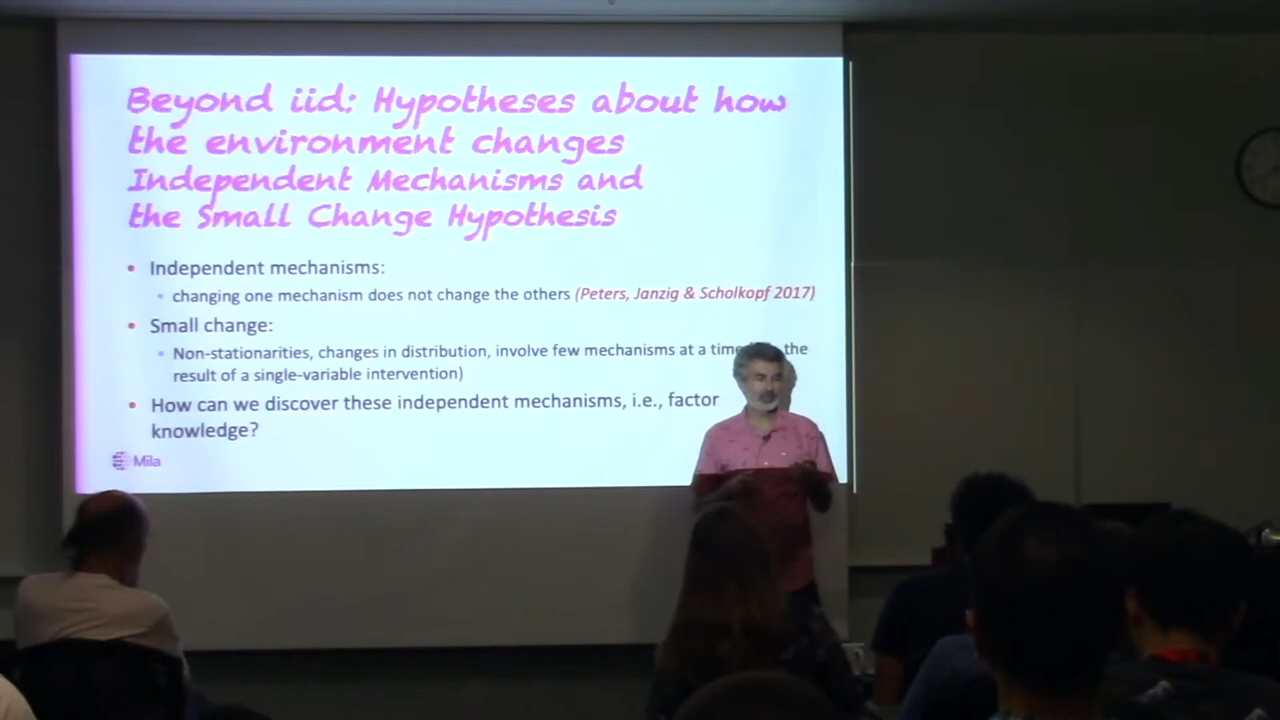 Beyond iid: Hypotheses about how
the environment changes
Independent Mechanisms and
the Small Change Hypothesis
• Independent mechanisms:
• changing one mechanism does not change the others (Peters, Janzig & Scholkopf 2017)
• Small change:
• Non-stationarities, changes in distribution, involve few mechanisms at a time the
result of a single-variable intervention)
• How can we discover these independent mechanisms, i.e., factor
knowledge?
Mila